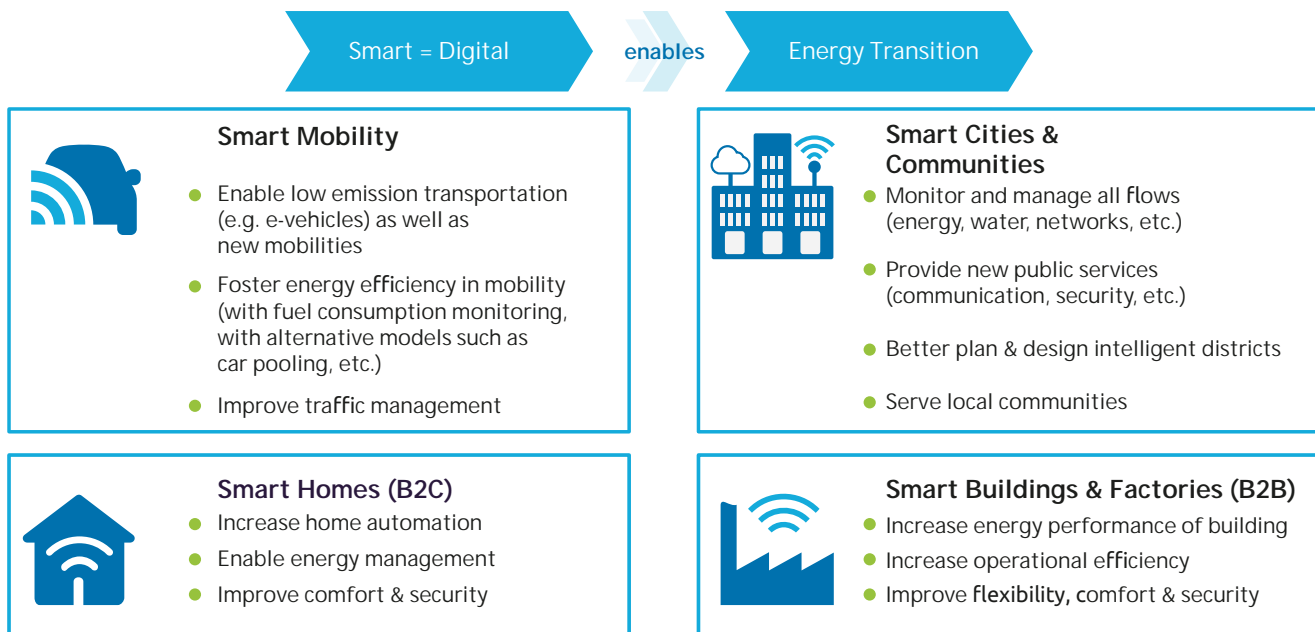 Smart = Digital
enables
Energy Transition
Smart Mobility
Enable low emission transportation
(e.g. e-vehicles) as well as
new mobilities
Foster energy efficiency in mobility
(with fuel consumption monitoring,
with alternative models such as
car pooling, etc.)
Improve traffic management
Smart Cities &
Communities
Monitor and manage all flows
(energy, water, networks, etc.)
Provide new public services
(communication, security, etc.)
Better plan & design intelligent districts
Serve local communities
Smart Homes (B2C)
Increase home automation
Enable energy management
Improve comfort & security
Smart Buildings & Factories (B2B)
Increase energy performance of building
Increase operational efficiency
Improve flexibility, comfort & security